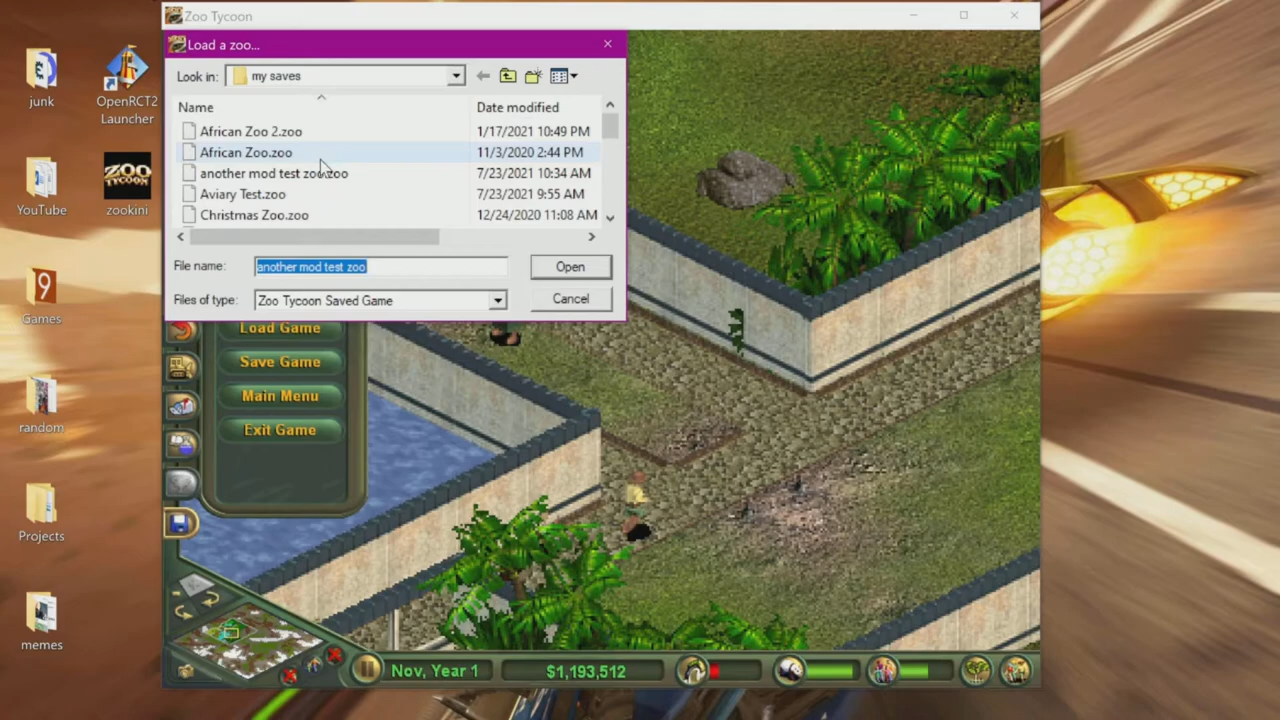 Zoo Tycoon
Load a zoo...
Look in: my saves
Name Date modified
African Zoo 2.zoo 1/17/2021 10:49 PM
African Zoo.zoo 11/3/2020 2:44 PM
another mod test zoo.zoo 7/23/2021 10:34 AM
Aviary Test.zoo 7/23/2021 9:55 AM
Christmas Zoo.zoo 12/24/2020 11:08 AM
File name: another mod test zoo Open
Files of type: Zoo Tycoon Saved Game Cancel
Load Game
Save Game
Main Menu
Exit Game
Nov, Year 1 $1,193,512
junk
OpenRCT2
Launcher
ZOO
TYCOON
YouTube
zookini
9
Games
random
Projects
memes